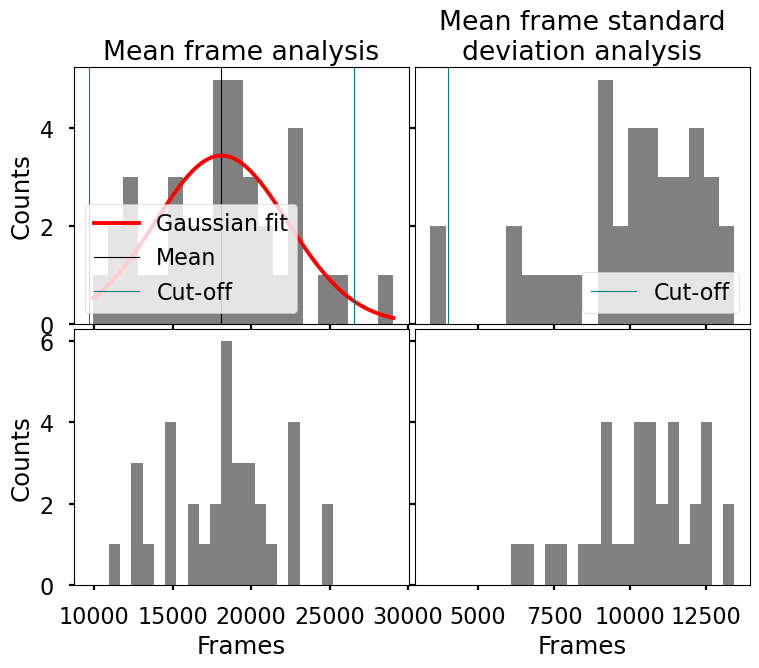 Mean frame analysis
Mean frame standard
deviation analysis
Counts
4
2
0
Gaussian fit
Mean
Cut-off
Cut-off
Counts
6
4
2
0
10000 15000 20000 25000 30000
5000 7500 10000 12500
Frames
Frames